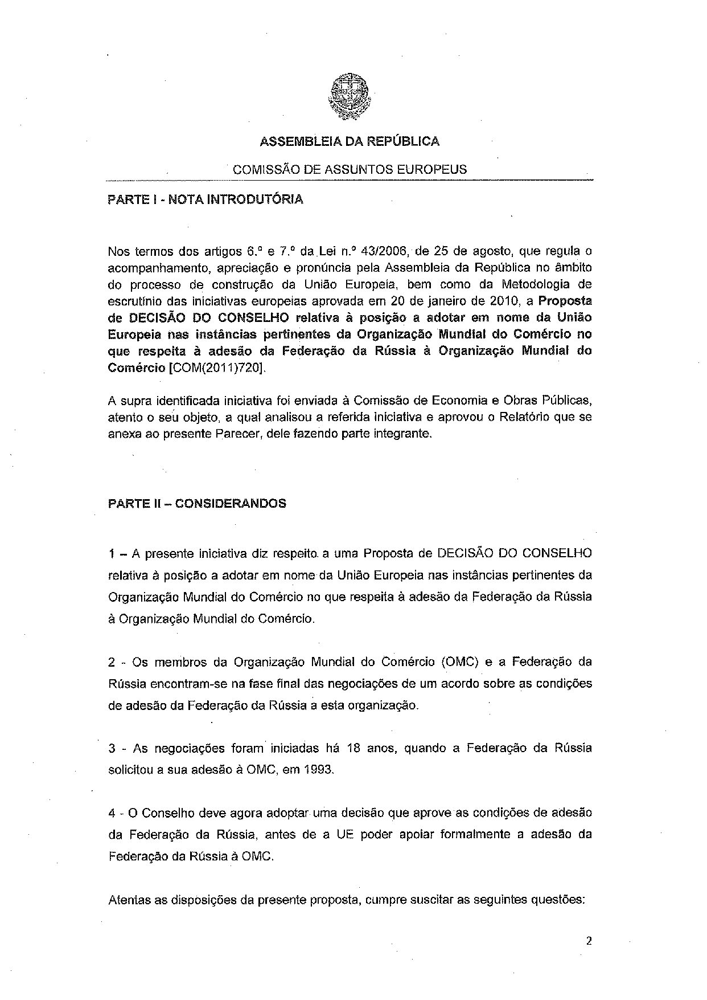 ASSEMBLEIA DA REPÚBLICA
COMISSÃO DE ASSUNTOS EUROPEUS
PARTE I - NOTA INTRODUTÓRIA
Nos termos dos artigos 6.º e 7.º da Lei n.º 43/2006, de 25 de agosto, que regula o
acompanhamento, apreciação e pronúncia pela Assembleia da República no âmbito
do processo de construção da União Europeia, bem como da Metodologia de
escrutínio das iniciativas europeias aprovada em 20 de janeiro de 2010, a Proposta
de DECISÃO DO CONSELHO relativa à posição a adotar em nome da União
Europeia nas instâncias pertinentes da Organização Mundial do Comércio no
que respeita à adesão da Federação da Rússia à Organização Mundial do
Comércio [COM(2011)720].
A supra identificada iniciativa foi enviada à Comissão de Economia e Obras Públicas,
atento o seu objeto, a qual analisou a referida iniciativa e aprovou o Relatório que se
anexa ao presente Parecer, dele fazendo parte integrante.
PARTE II – CONSIDERANDOS
1 – A presente iniciativa diz respeito a uma Proposta de DECISÃO DO CONSELHO
relativa à posição a adotar em nome da União Europeia nas instâncias pertinentes da
Organização Mundial do Comércio no que respeita à adesão da Federação da Rússia
à Organização Mundial do Comércio.
2 - Os membros da Organização Mundial do Comércio (OMC) e a Federação da
Rússia encontram-se na fase final das negociações de um acordo sobre as condições
de adesão da Federação da Rússia a esta organização.
3 - As negociações foram iniciadas há 18 anos, quando a Federação da Rússia
solicitou a sua adesão à OMC, em 1993.
4 - O Conselho deve agora adoptar uma decisão que aprove as condições de adesão
da Federação da Rússia, antes de a UE poder apoiar formalmente a adesão da
Federação da Rússia à OMC.
Atentas as disposições da presente proposta, cumpre suscitar as seguintes questões:
2